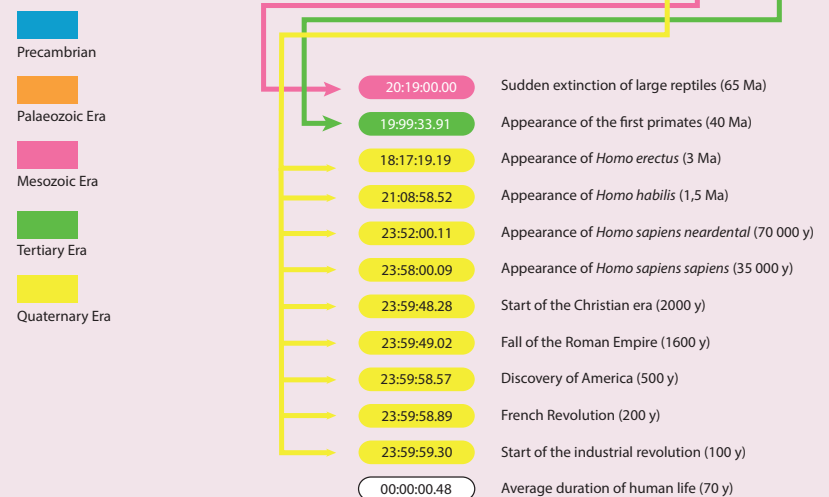 Precambrian
Palaeozoic Era
Mesozoic Era
Tertiary Era
Quaternary Era
20:19:00.00 Sudden extinction of large reptiles (65 Ma)
19:99:33.91 Appearance of the first primates (40 Ma)
18:17:19.19 Appearance of Homo erectus (3 Ma)
21:08:58.52 Appearance of Homo habilis (1,5 Ma)
23:52:00.11 Appearance of Homo sapiens neardental (70 000 y)
23:58:00.09 Appearance of Homo sapiens sapiens (35 000 y)
23:59:48.28 Start of the Christian era (2000 y)
23:59:49.02 Fall of the Roman Empire (1600 y)
23:59:58.57 Discovery of America (500 y)
23:59:58.89 French Revolution (200 y)
23:59:59.30 Start of the industrial revolution (100 y)
00:00:00.48 Average duration of human life (70 y)